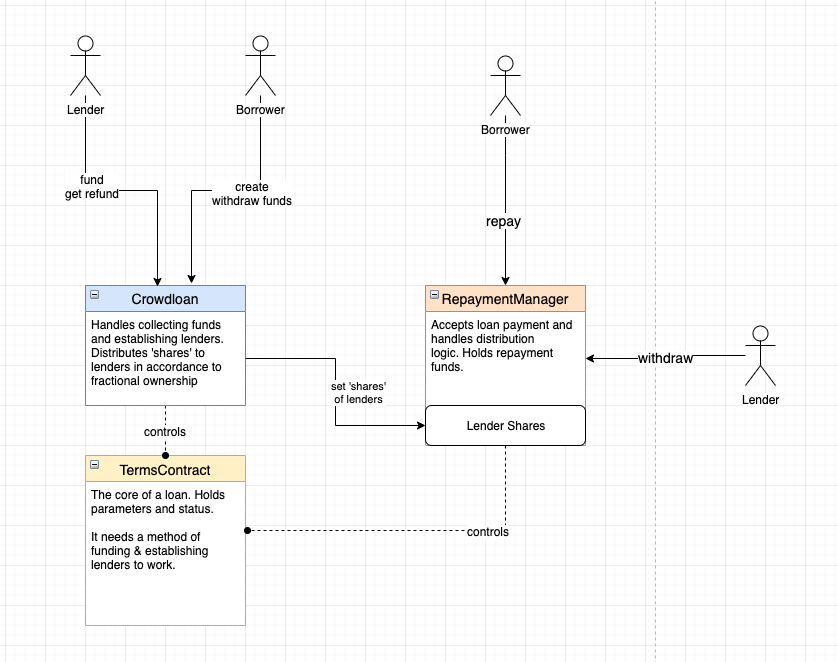 Lender
Borrower
Borrower
fund
get refund
create
withdraw funds
repay
Crowdloan
Handles collecting funds
and establishing lenders.
Distributes 'shares' to
lenders in accordance to
fractional ownership
RepaymentManager
Accepts loan payment and
handles distribution
logic. Holds repayment
funds.
withdraw
Lender
set 'shares'
of lenders
Lender Shares
controls
TermsContract
The core of a loan. Holds
parameters and status.
It needs a method of
funding & establishing
lenders to work.
controls